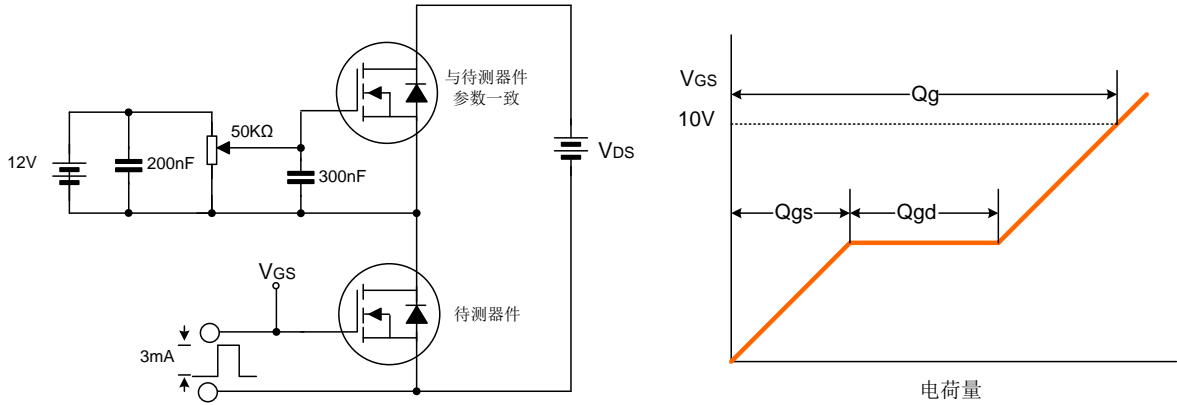 与待测器件
参数一致
50KΩ
12V
200nF
300nF
VDS
VGS
待测器件
3mA
VGS
Qg
10V
Qgs
Qgd
电荷量